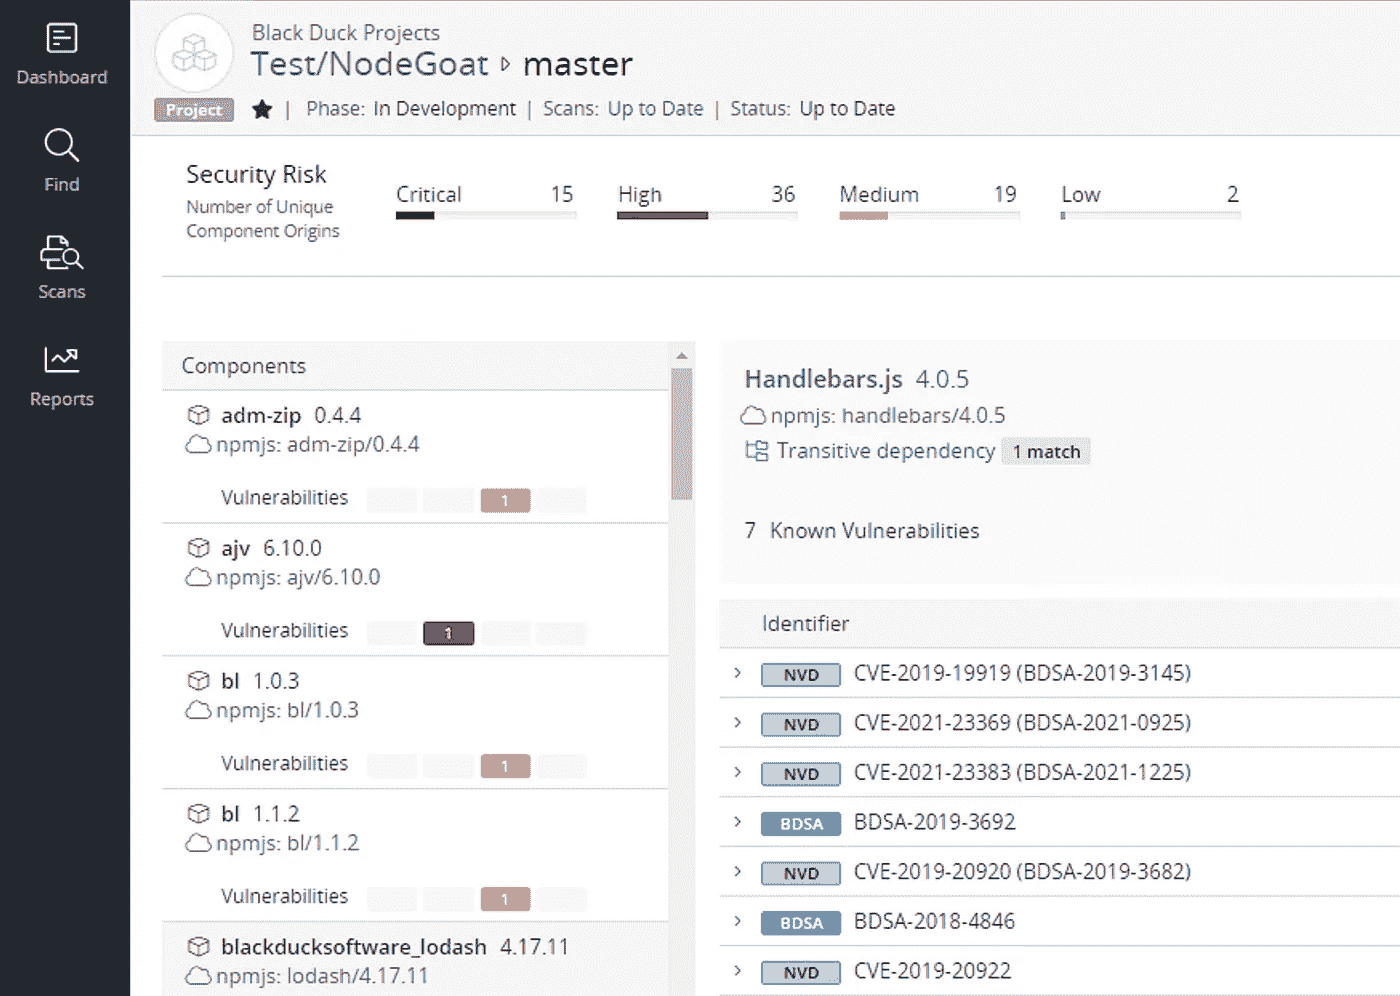 Dashboard
Find
Scans
Reports
Black Duck Projects
Test/NodeGoat master
Project | Phase: In Development | Scans: Up to Date | Status: Up to Date
Security Risk
Number of Unique
Component Origins
Critical 15
High 36
Medium 19
Low 2
Components
adm-zip 0.4.4
npmjs: adm-zip/0.4.4
Vulnerabilities 1
ajv 6.10.0
npmjs: ajv/6.10.0
Vulnerabilities 1
bl 1.0.3
npmjs: bl/1.0.3
Vulnerabilities 1
bl 1.1.2
npmjs: bl/1.1.2
Vulnerabilities 1
blackducksoftware_lodash 4.17.11
npmjs: lodash/4.17.11
Handlebars.js 4.0.5
npmjs: handlebars/4.0.5
Transitive dependency 1 match
7 Known Vulnerabilities
Identifier
NVD CVE-2019-19919 (BDSA-2019-3145)
NVD CVE-2021-23369 (BDSA-2021-0925)
NVD CVE-2021-23383 (BDSA-2021-1225)
BDSA BDSA-2019-3692
NVD CVE-2019-20920 (BDSA-2019-3682)
BDSA BDSA-2018-4846
NVD CVE-2019-20922